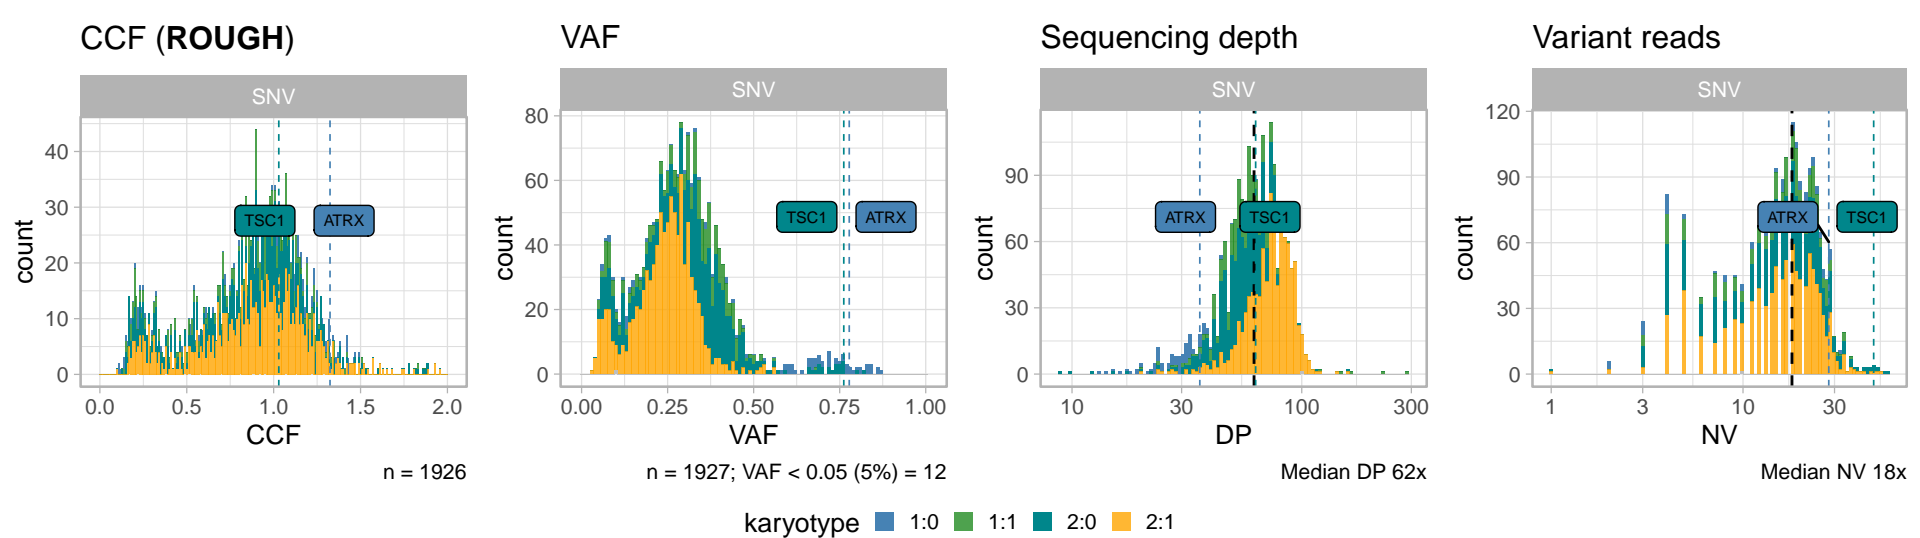 CCF (ROUGH)
SNV
40
30
20
10
0
count
TSC1
ATRX
0.0 0.5 1.0 1.5 2.0
CCF
n = 1926
VAF
SNV
80
60
40
20
0
count
TSC1
ATRX
0.00 0.25 0.50 0.75 1.00
VAF
n = 1927; VAF < 0.05 (5%) = 12
Sequencing depth
SNV
90
60
30
0
count
ATRX
TSC1
10 30 100 300
DP
Median DP 62x
Variant reads
SNV
120
90
60
30
0
count
ATRX
TSC1
1 3 10 30
NV
Median NV 18x
karyotype 1:0 1:1 2:0 2:1